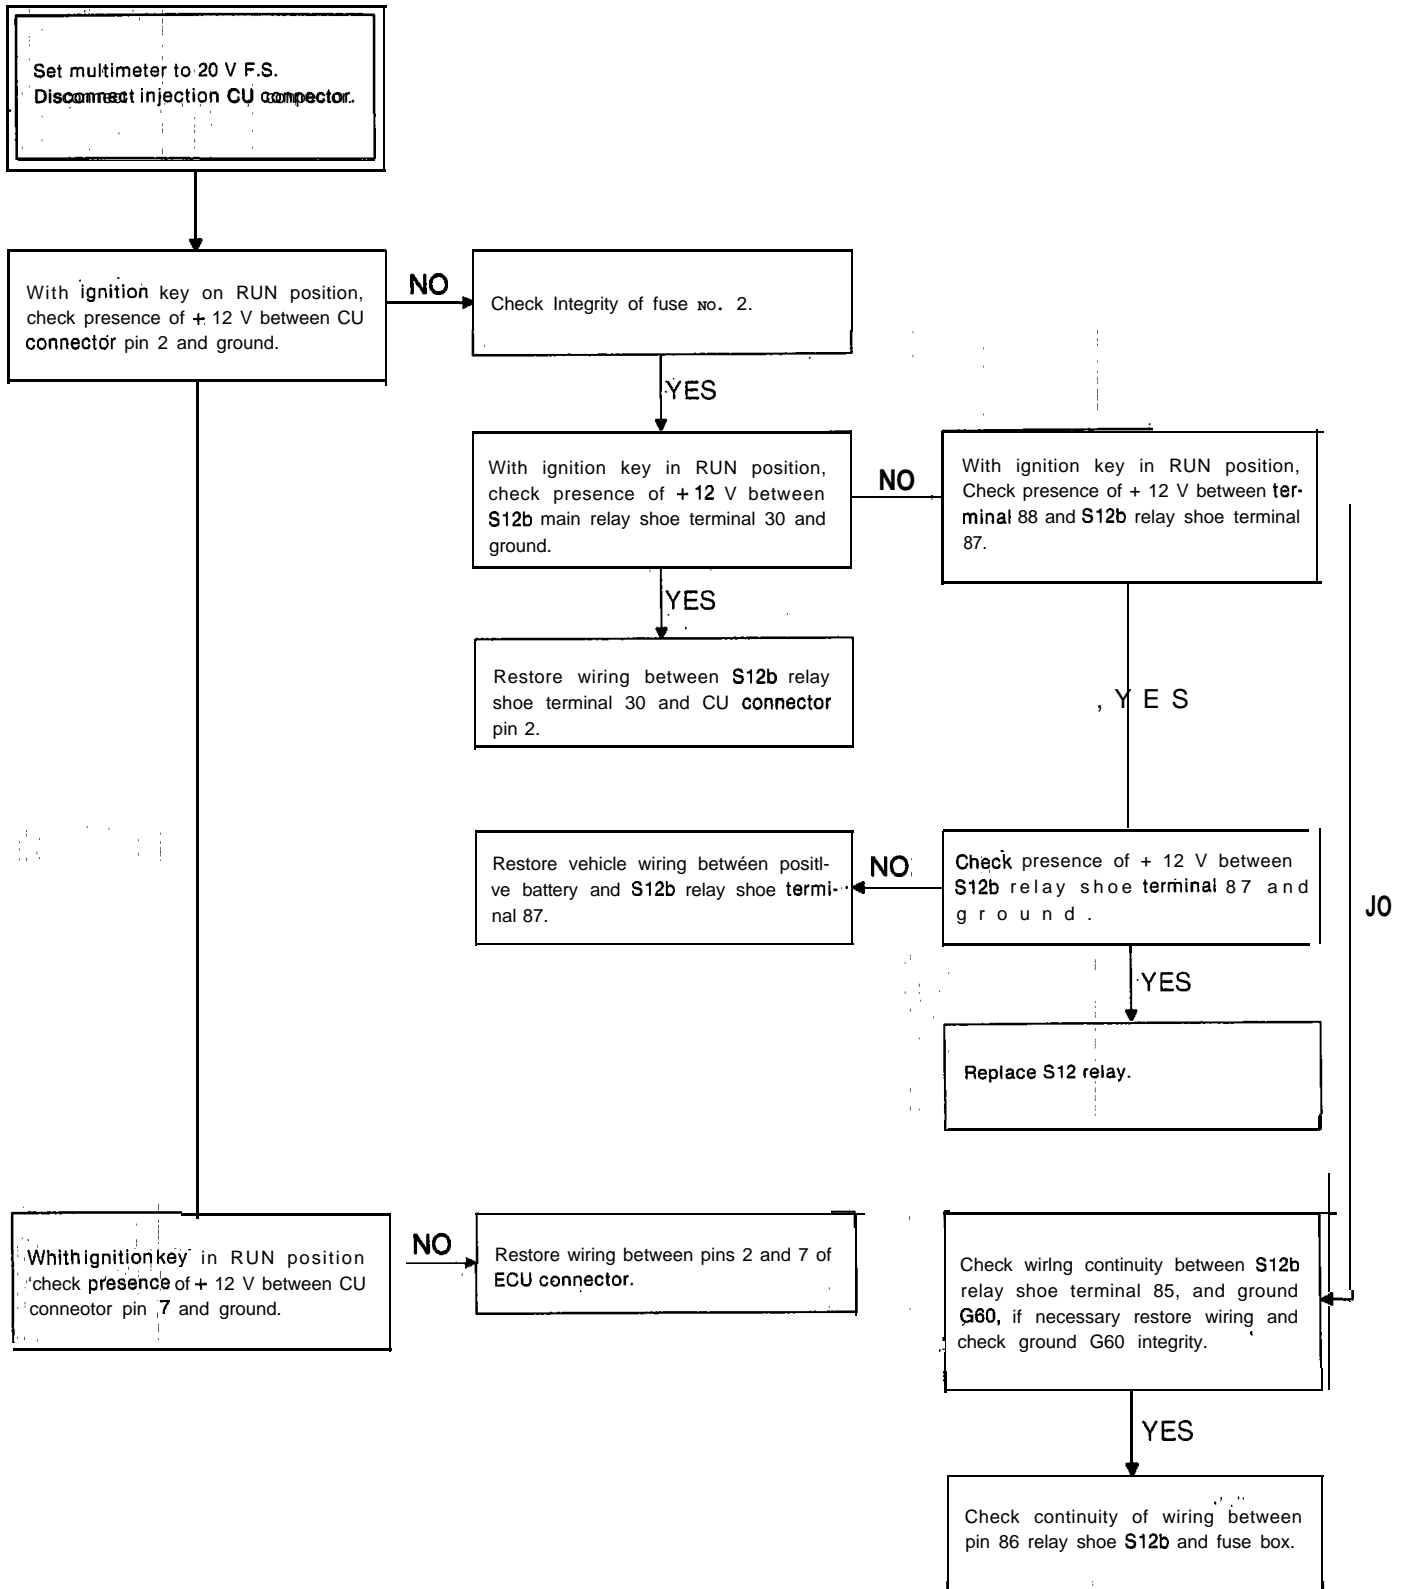 Set multimeter to 20 V F.S.
Disconnect injection CU connector.
With ignition key on RUN position,
check presence of + 12 V between CU
connector pin 2 and ground.
NO
Check Integrity of fuse NO. 2.
YES
With ignition key in RUN position,
check presence of +12 V between
S12b main relay shoe terminal 30 and
ground.
NO
With ignition key in RUN position,
Check presence of + 12 V between ter-
minal 88 and S12b relay shoe terminal
87.
YES
Restore wiring between S12b relay
shoe terminal 30 and CU connector
pin 2.
, Y E S
Restore vehicle wiring between positI-
ve battery and S12b relay shoe termi-
nal 87.
NO
Check presence of + 12 V between
S12b relay shoe terminal 87 and
ground.
JO
YES
Replace S12 relay.
Whith ignition key in RUN position
check presence of + 12 V between CU
conneotor pin 7 and ground.
NO
Restore wiring between pins 2 and 7 of
ECU connector.
Check wirIng continuity between S12b
relay shoe terminal 85, and ground
G60, if necessary restore wiring and
check ground G60 integrity.
YES
Check continuity of wiring between
pin 86 relay shoe S12b and fuse box.